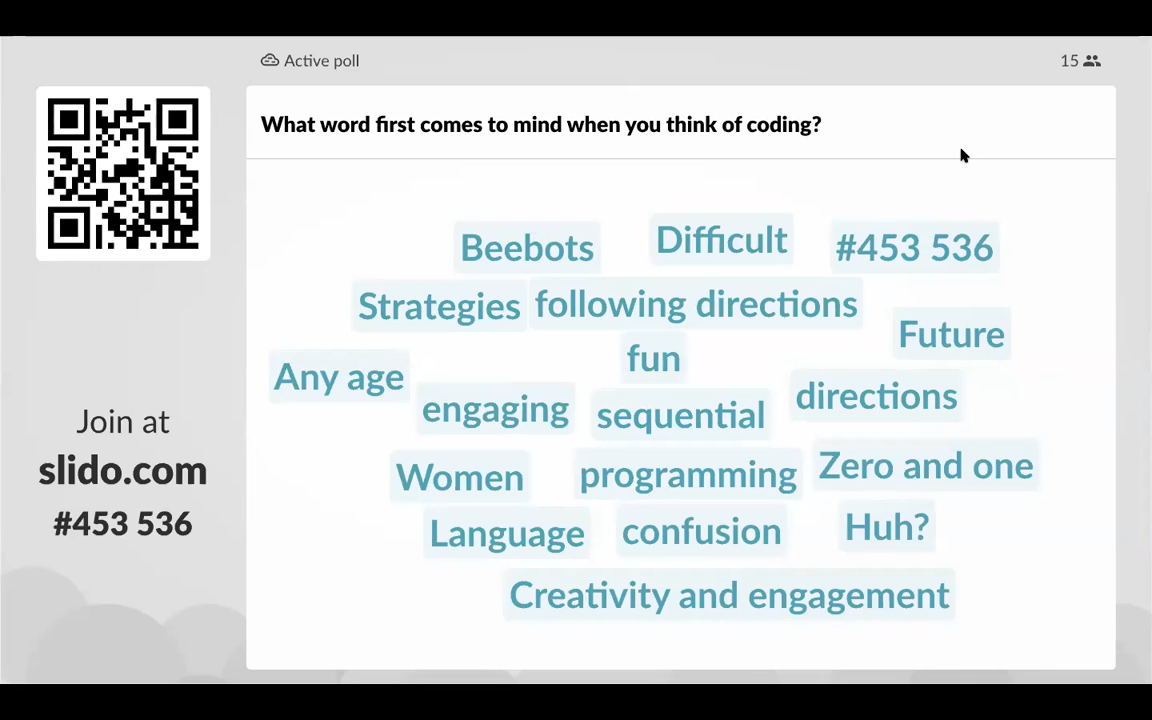 Active poll
15
What word first comes to mind when you think of coding?
Beebots
Difficult
#453 536
Strategies
following directions
Future
fun
Any age
directions
engaging
sequential
Women
programming
Zero and one
Language
confusion
Huh?
Creativity and engagement
Join at
slido.com
#453 536